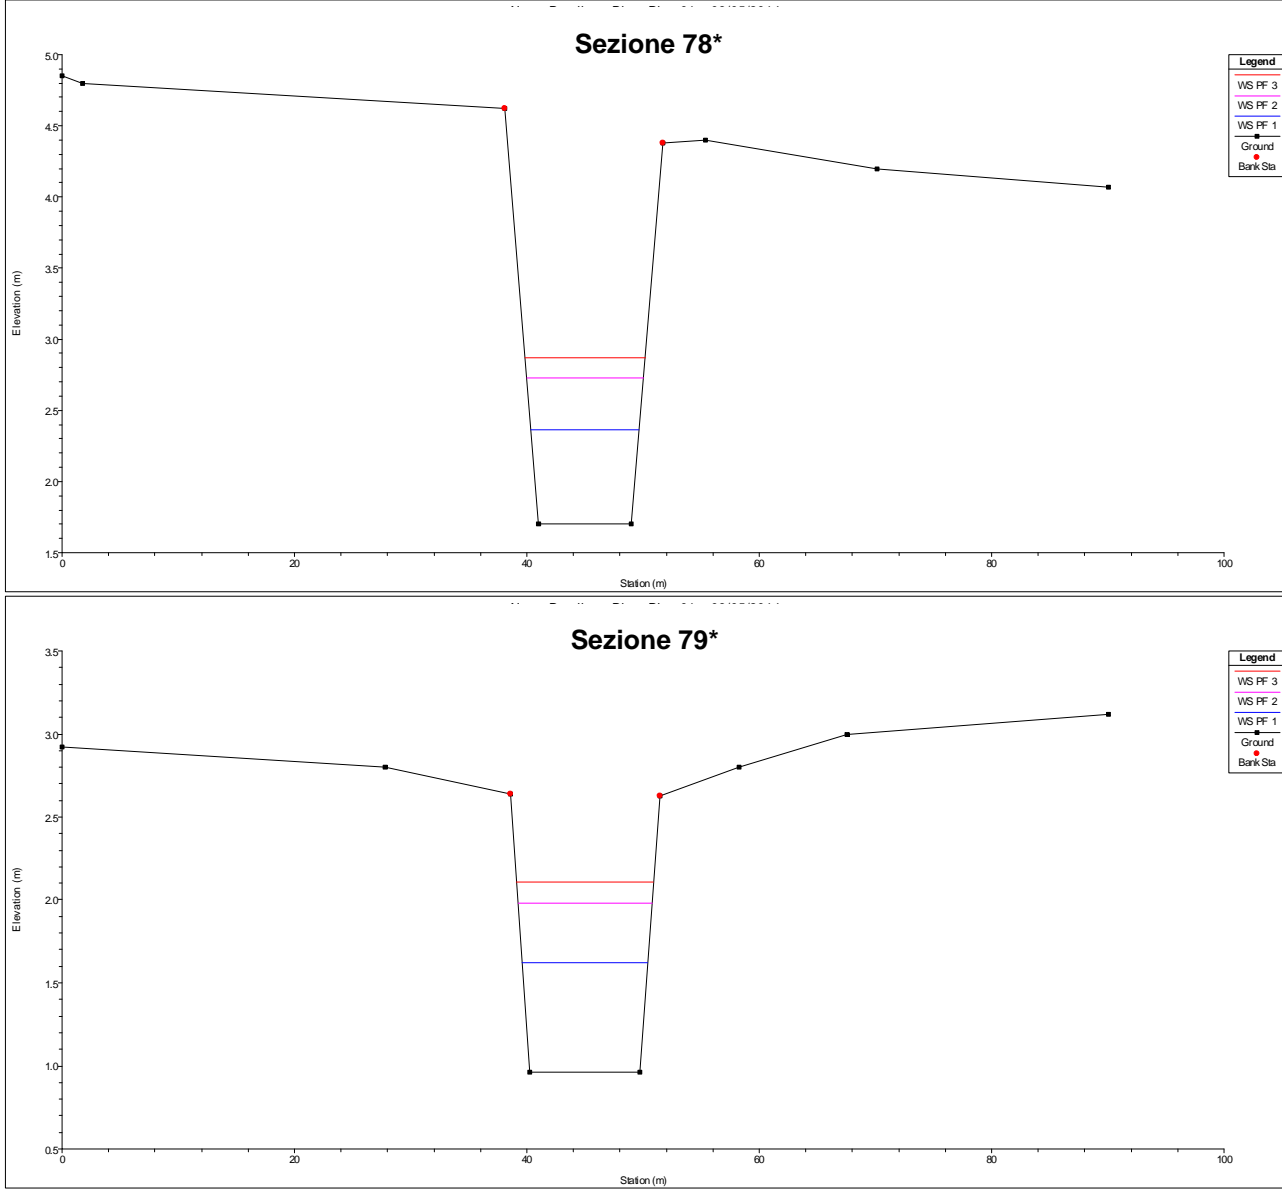 Sezione 78*
5.0
4.5
4.0
3.5
3.0
2.5
2.0
1.5
Elevation (m)
0 20 40 60 80 100
Station (m)
Legend
WS PF 3
WS PF 2
WS PF 1
Ground
Bank Sta
Sezione 79*
3.5
3.0
2.5
2.0
1.5
1.0
0.5
Elevation (m)
0 20 40 60 80 100
Station (m)
Legend
WS PF 3
WS PF 2
WS PF 1
Ground
Bank Sta